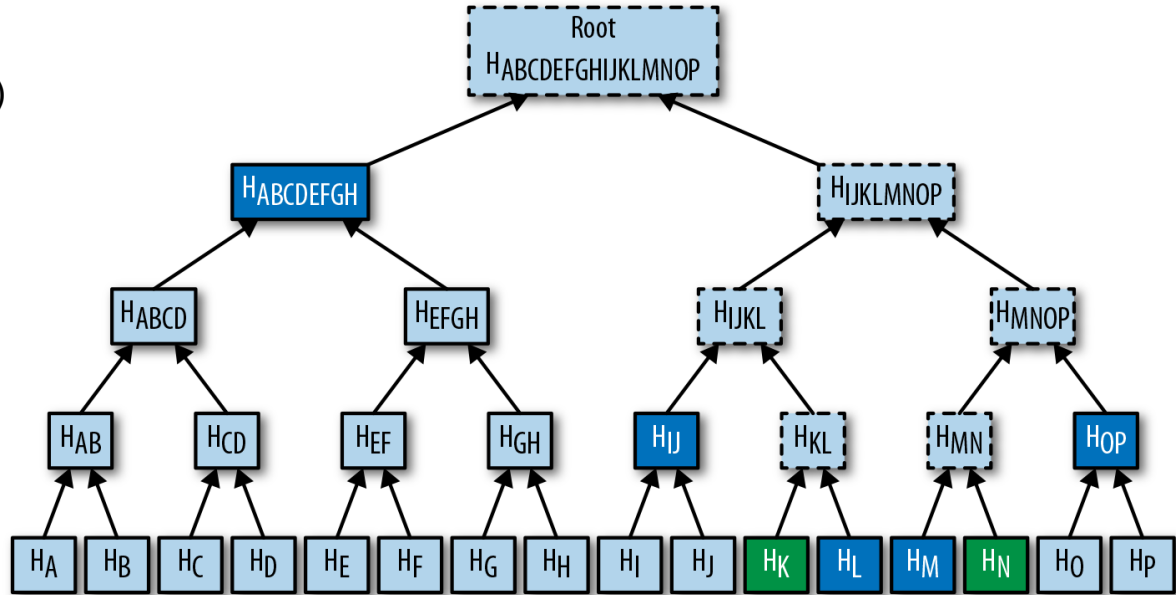 Root
HABCDEFGHIJKLMNOP
)
HABCDEFGH
HIJKLMNOP
HABCD
HEFGH
HIJKL
HMNOP
HAB
HCD
HEF
HGH
HIJ
HKL
HMN
HOP
HA
HB
HC
HD
HE
HF
HG
HH
HI
HJ
HK
HL
HM
HN
HO
HP